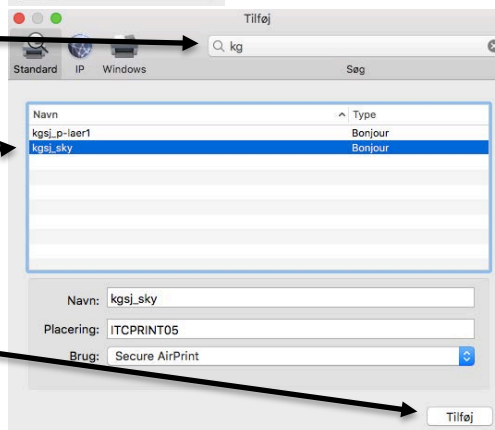 Tilføj
kg
Standard IP Windows Søg
Navn Type
kgsj_p-laer1 Bonjour
kgsj_sky Bonjour
Navn: kgsj_sky
Placering: ITCPRINT05
Brug: Secure AirPrint
Tilføj